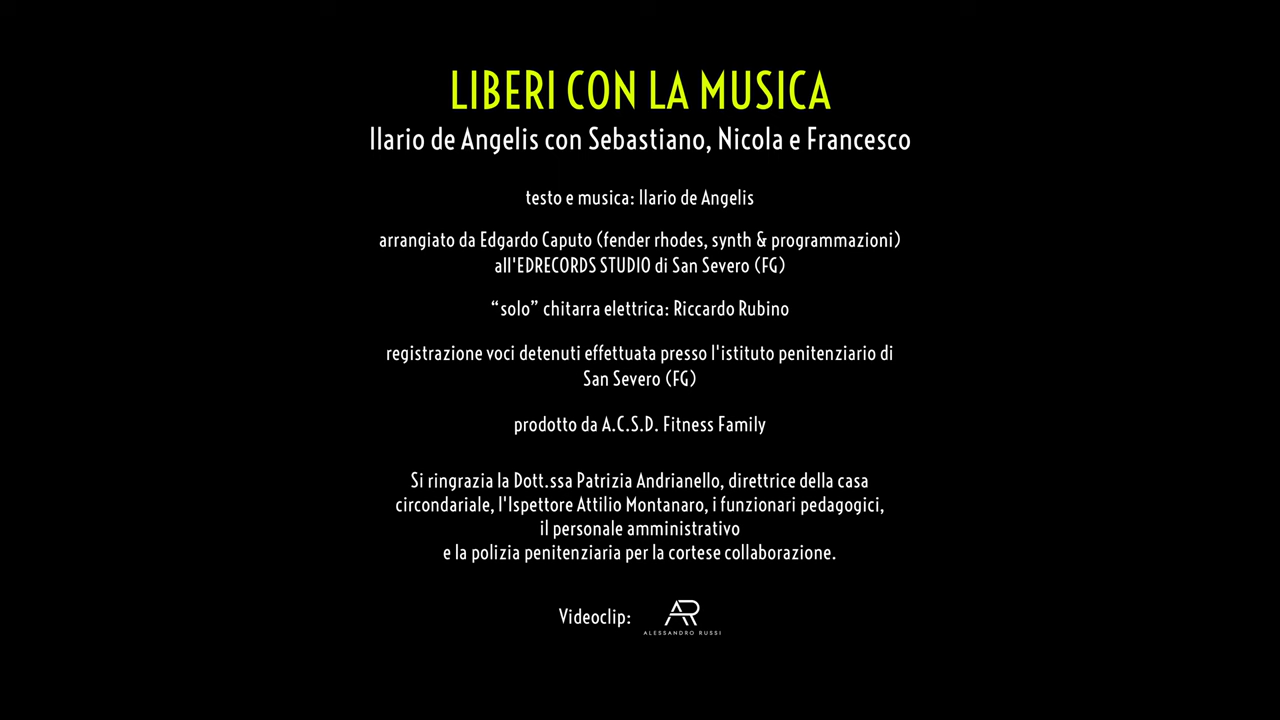 LIBERI CON LA MUSICA
Ilario de Angelis con Sebastiano, Nicola e Francesco
testo e musica: Ilario de Angelis
arrangiato da Edgardo Caputo (fender rhodes, synth & programmazioni)
all'EDRECORDS STUDIO di San Severo (FG)
“solo” chitarra elettrica: Riccardo Rubino
registrazione voci detenuti effettuata presso l'istituto penitenziario di
San Severo (FG)
prodotto da A.C.S.D. Fitness Family
Si ringrazia la Dott.ssa Patrizia Andrianello, direttrice della casa
circondariale, l'Ispettore Attilio Montanaro, i funzionari pedagogici,
il personale amministrativo
e la polizia penitenziaria per la cortese collaborazione.
Videoclip: AR
ALESSANDRO RUSSI